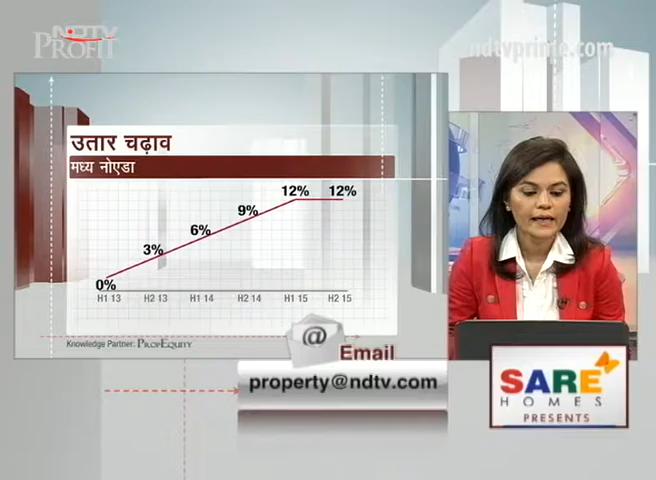 NDTV
PROFIT
ndtvprime.com
उतार चढ़ाव
मध्य नोएडा
0%
3%
6%
9%
12%
12%
H1 13
H2 13
H1 14
H2 14
H1 15
H2 15
Knowledge Partner: PROPEQUITY
@
Email
property@ndtv.com
SARE
HOMES
PRESENTS